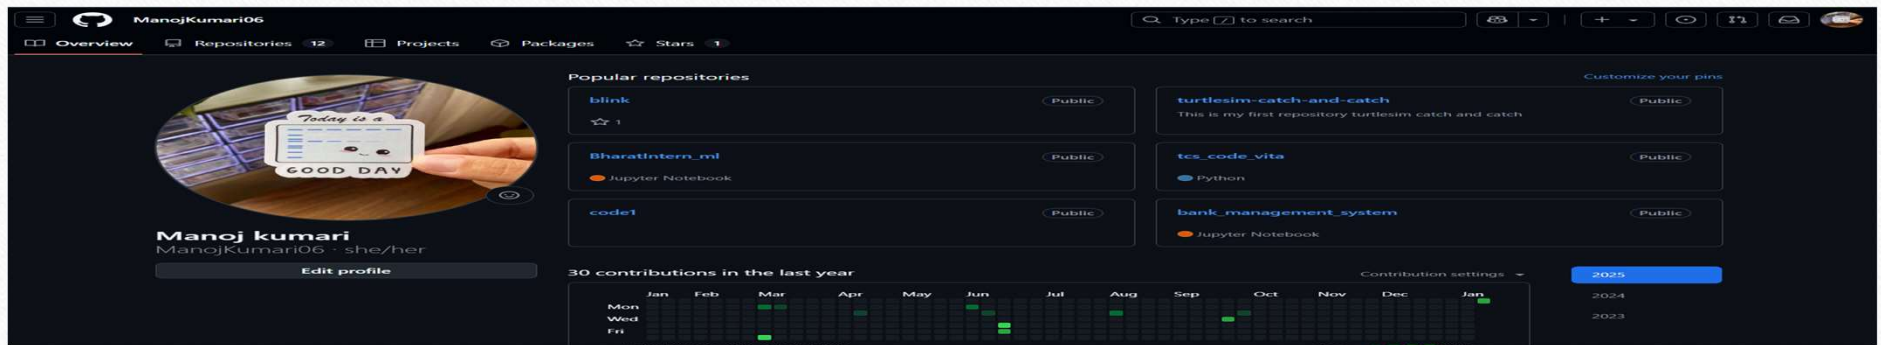 ManojKumari06
Type / to search
Overview Repositories 12 Projects Packages Stars 1
Today is a
GOOD DAY
Manoj kumari
ManojKumari06 · she/her
Edit profile
Popular repositories
Customize your pins
blink Public
1
turtlesim-catch-and-catch Public
This is my first repository turtlesim catch and catch
BharatIntern_ml Public
Jupyter Notebook
tcs_code_vita Public
Python
code1 Public
bank_management_system Public
Jupyter Notebook
30 contributions in the last year
Contribution settings
2025
2024
2023
Jan Feb Mar Apr May Jun Jul Aug Sep Oct Nov Dec Jan
Mon
Wed
Fri